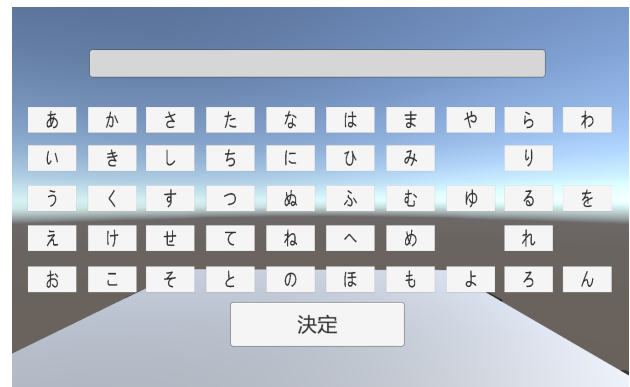 あ か さ た な は ま や ら わ
い き し ち に ひ み り
う く す つ ぬ ふ む ゆ る を
え け せ て ね へ め れ
お こ そ と の ほ も よ ろ ん
決定